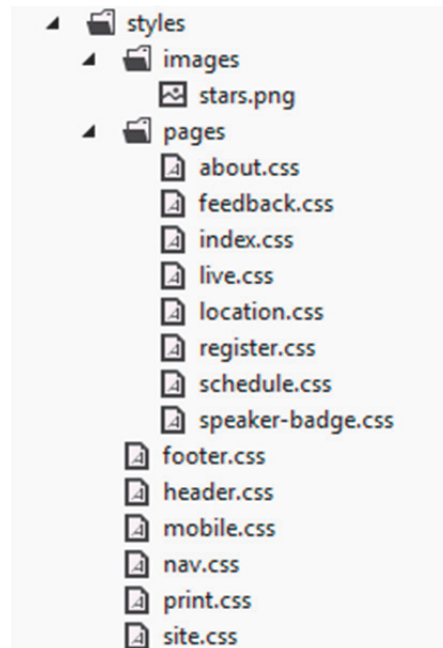 styles
images
stars.png
pages
about.css
feedback.css
index.css
live.css
location.css
register.css
schedule.css
speaker-badge.css
footer.css
header.css
mobile.css
nav.css
print.css
site.css